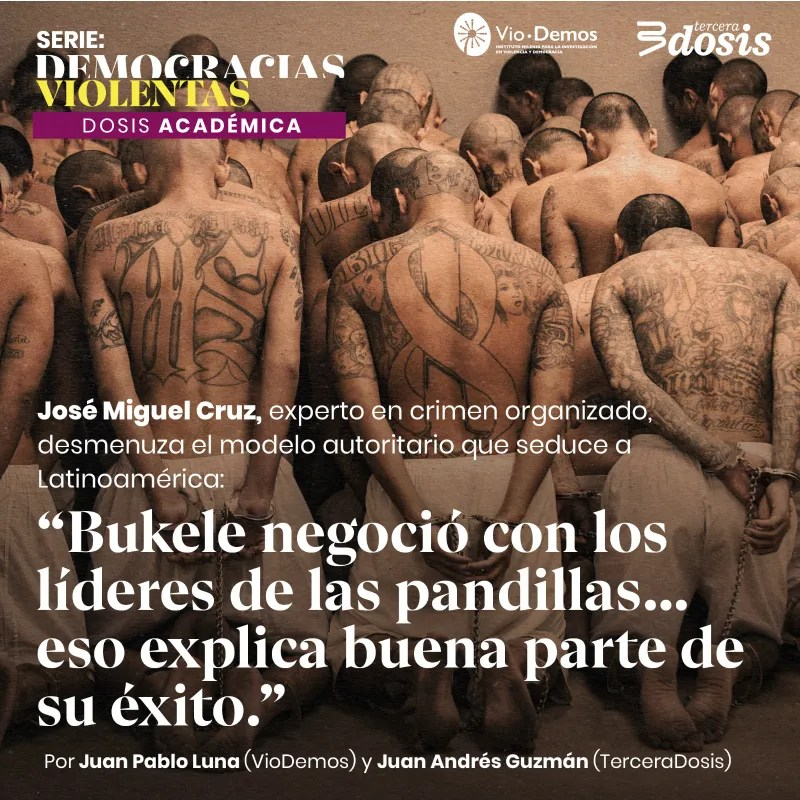 SERIE:
DEMOCRACIAS
VIOLENTAS
DOSIS ACADÉMICA
Vio·Demos
INSTITUTO MILENIO PARA LA INVESTIGACIÓN
EN VIOLENCIA Y DEMOCRACIA
tercera
dosis
José Miguel Cruz, experto en crimen organizado,
desmenuza el modelo autoritario que seduce a
Latinoamérica:
“Bukele negoció con los
líderes de las pandillas...
eso explica buena parte de
su éxito.”
Por Juan Pablo Luna (VioDemos) y Juan Andrés Guzmán (TerceraDosis)